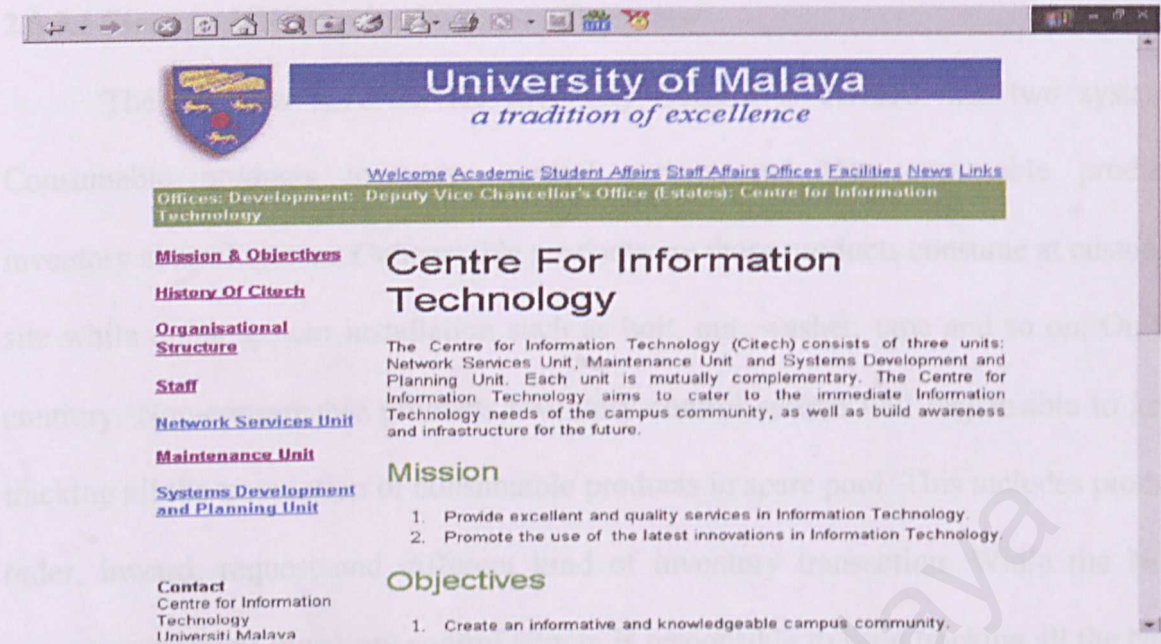 University of Malaya
a tradition of excellence
Welcome Academic Student Affairs Staff Affairs Offices Facilities News Links
Offices: Development: Deputy Vice Chancellor's Office (Estates): Centre for Information
Technology
Mission & Objectives
History Of Citech
Organisational
Structure
Staff
Network Services Unit
Maintenance Unit
Systems Development
and Planning Unit
Contact
Centre for Information
Technology
Universiti Malaya
Centre For Information
Technology
The Centre for Information Technology (Citech) consists of three units:
Network Services Unit, Maintenance Unit and Systems Development and
Planning Unit. Each unit is mutually complementary. The Centre for
Information Technology aims to cater to the immediate Information
Technology needs of the campus community, as well as build awareness
and infrastructure for the future.
Mission
1. Provide excellent and quality services in Information Technology.
2. Promote the use of the latest innovations in Information Technology.
Objectives
1. Create an informative and knowledgeable campus community.